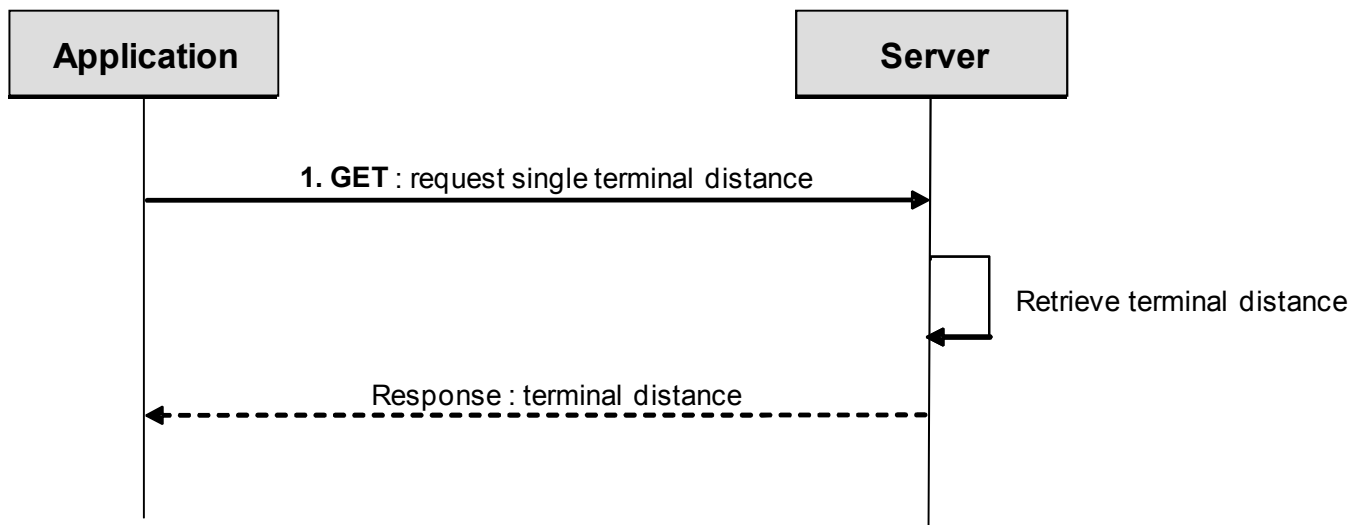 Application
Server
1. GET : request single terminal distance
Retrieve terminal distance
Response : terminal distance